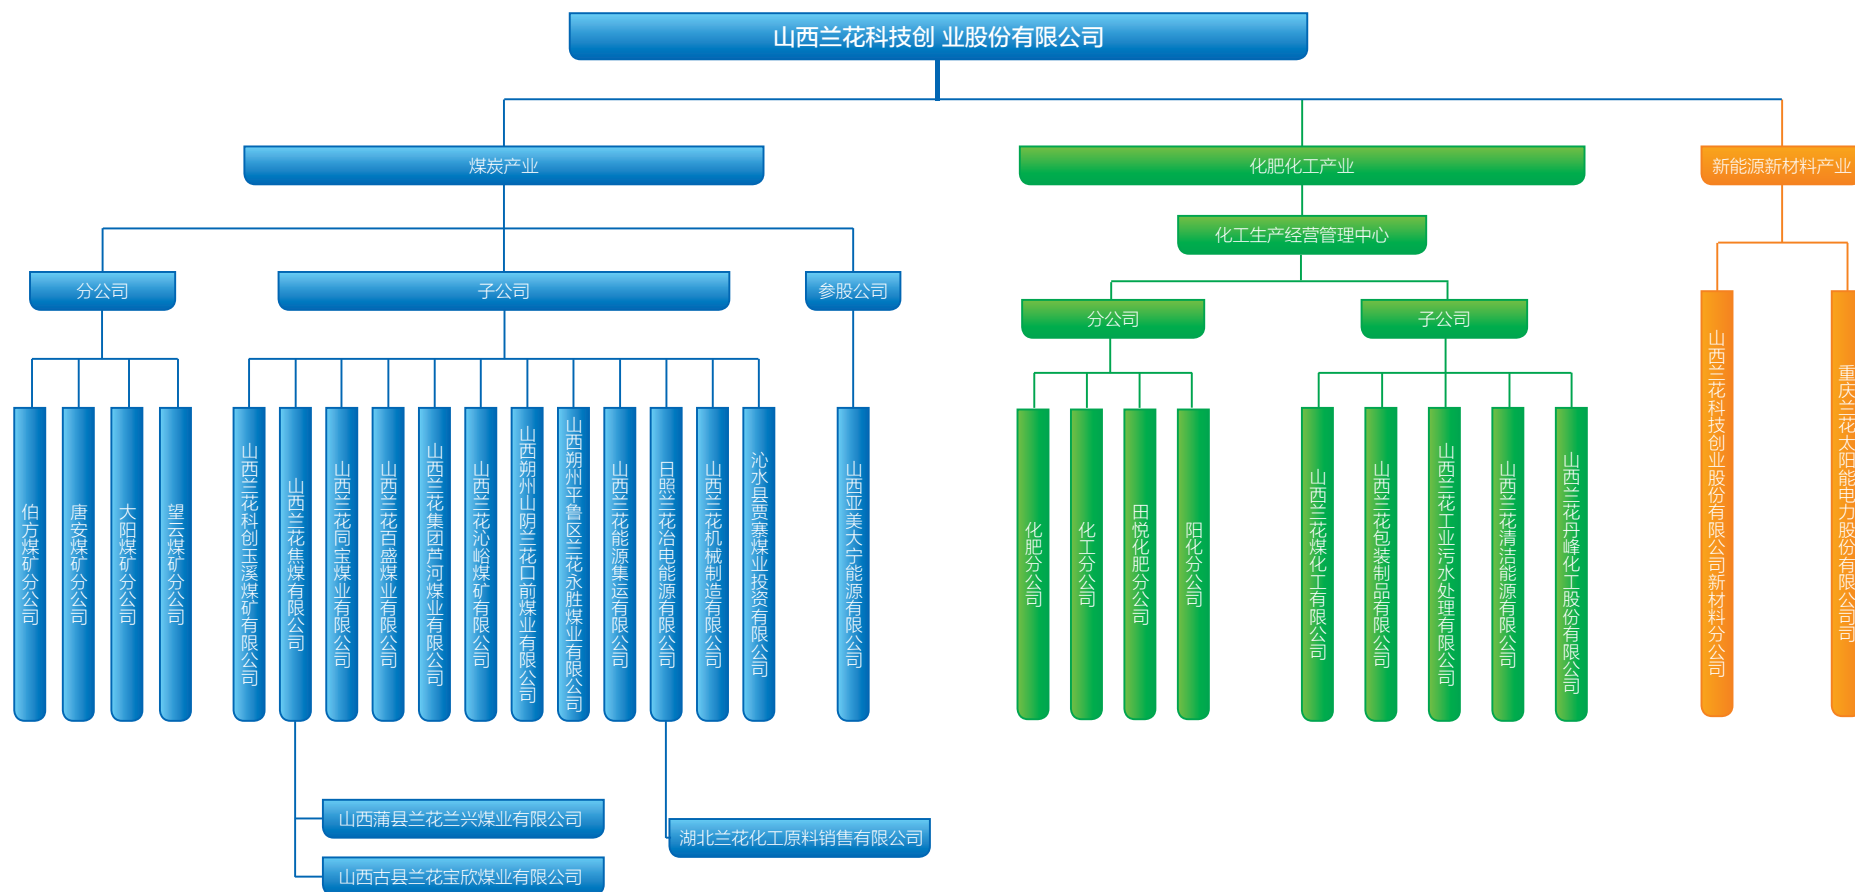 山西兰花科技创 业股份有限公司
煤炭产业
化肥化工产业
新能源新材料产业
化工生产经营管理中心
分公司
子公司
参股公司
分公司
子公司
伯方煤矿分公司
唐安煤矿分公司
大阳煤矿分公司
望云煤矿分公司
山西兰花科创玉溪煤矿有限公司
山西兰花焦煤有限公司
山西兰花同宝煤业有限公司
山西兰花百盛煤业有限公司
山西兰花集团芦河煤业有限公司
山西兰花沁峪煤矿有限公司
山西朔州山阴兰花口前煤业有限公司
山西朔州平鲁区兰花永胜煤业有限公司
山西兰花能源集运有限公司
日照兰花冶电能源有限公司
山西兰花机械制造有限公司
沁水县贾寨煤业投资有限公司
山西亚美大宁能源有限公司
化肥分公司
化工分公司
田悦化肥分公司
阳化分公司
山西兰花煤化工有限公司
山西兰花包装制品有限公司
山西兰花工业污水处理有限公司
山西兰花清洁能源有限公司
山西兰花丹峰化工股份有限公司
山西兰花科技创业股份有限公司新材料分公司
重庆兰花太阳能电力股份有限公司司
山西蒲县兰花兰兴煤业有限公司
湖北兰花化工原料销售有限公司
山西古县兰花宝欣煤业有限公司